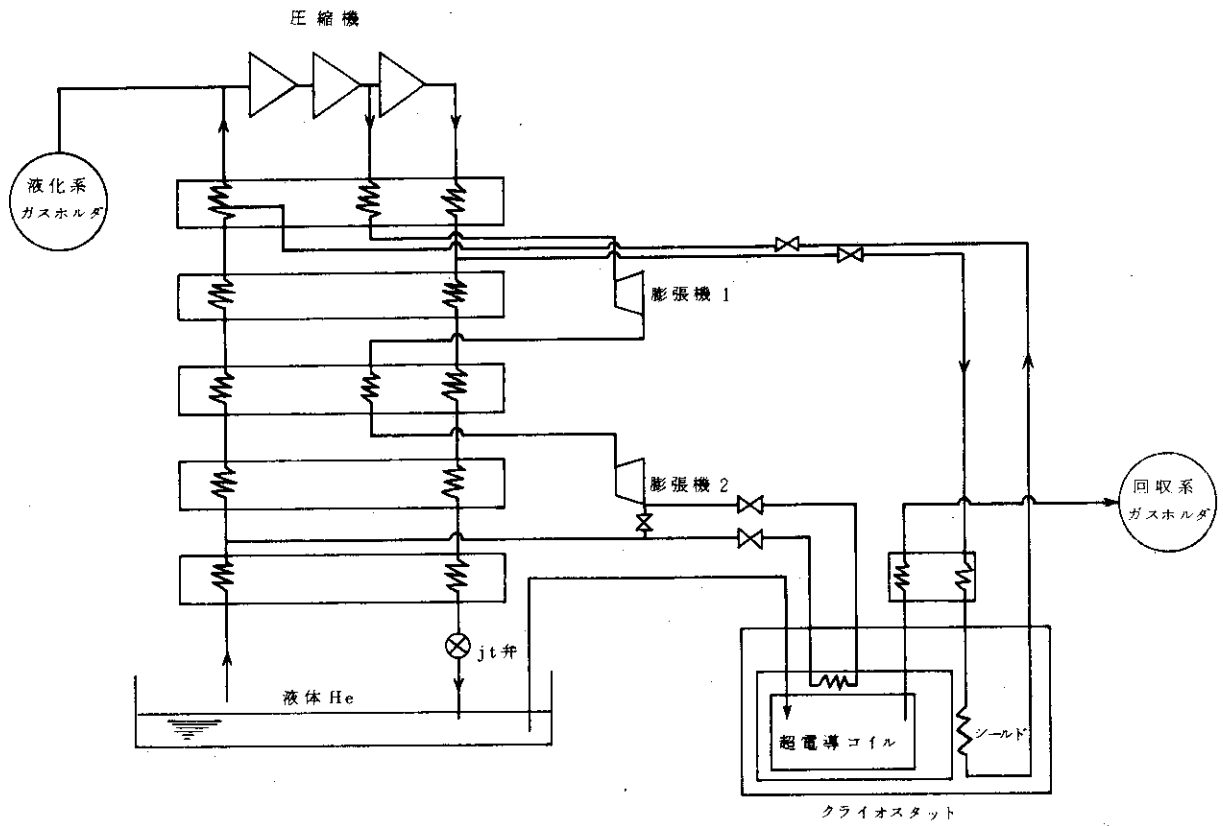 圧縮機
液化系
ガスホルダ
膨張機1
膨張機2
回収系
ガスホルダ
jt弁
液体He
超電導コイル
シールド
クライオスタット